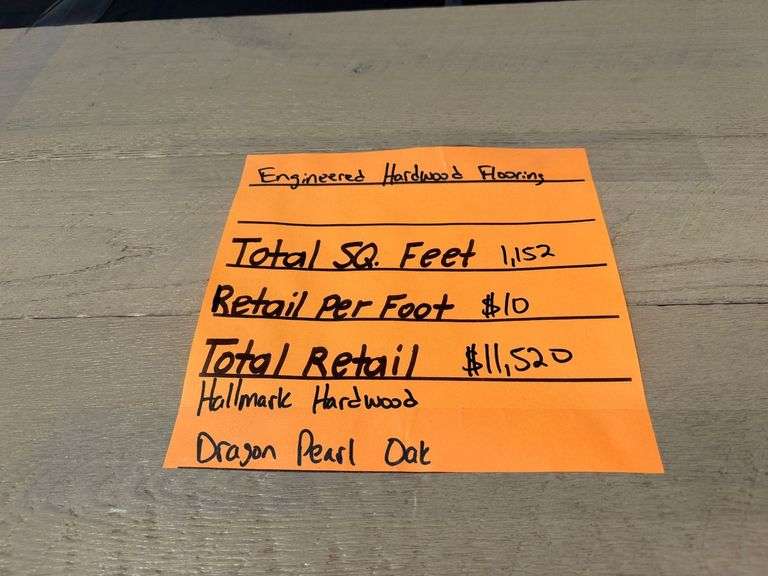 Engineered Hardwood Flooring
Total SQ. Feet 1,152
Retail Per Foot $10
Total Retail $11,520
Hallmark Hardwood
Dragon Pearl Oak